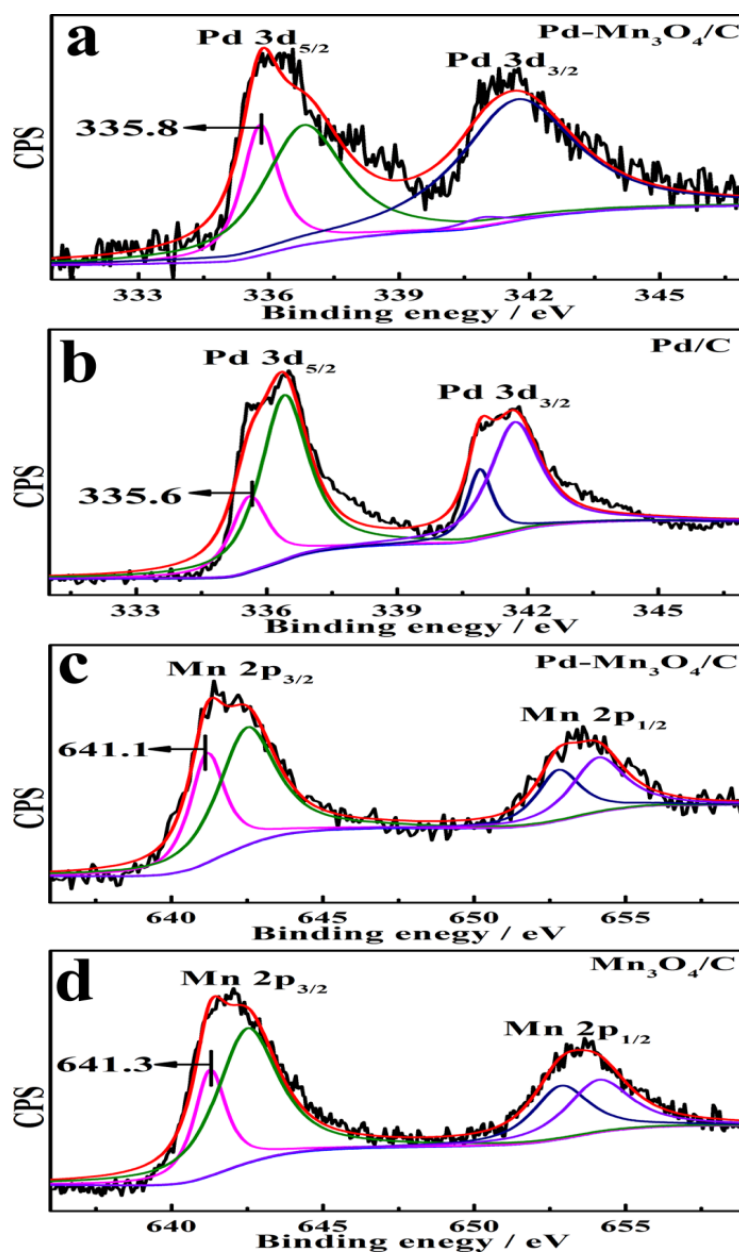 a
Pd-Mn₃O₄/C
Pd 3d₅/₂
Pd 3d₃/₂
335.8
CPS
333 336 339 342 345
Binding enegy / eV
b
Pd/C
Pd 3d₅/₂
Pd 3d₃/₂
335.6
CPS
333 336 339 342 345
Binding enegy / eV
c
Pd-Mn₃O₄/C
Mn 2p₃/₂
Mn 2p₁/₂
641.1
CPS
640 645 650 655
Binding enegy / eV
d
Mn₃O₄/C
Mn 2p₃/₂
Mn 2p₁/₂
641.3
CPS
640 645 650 655
Binding enegy / eV